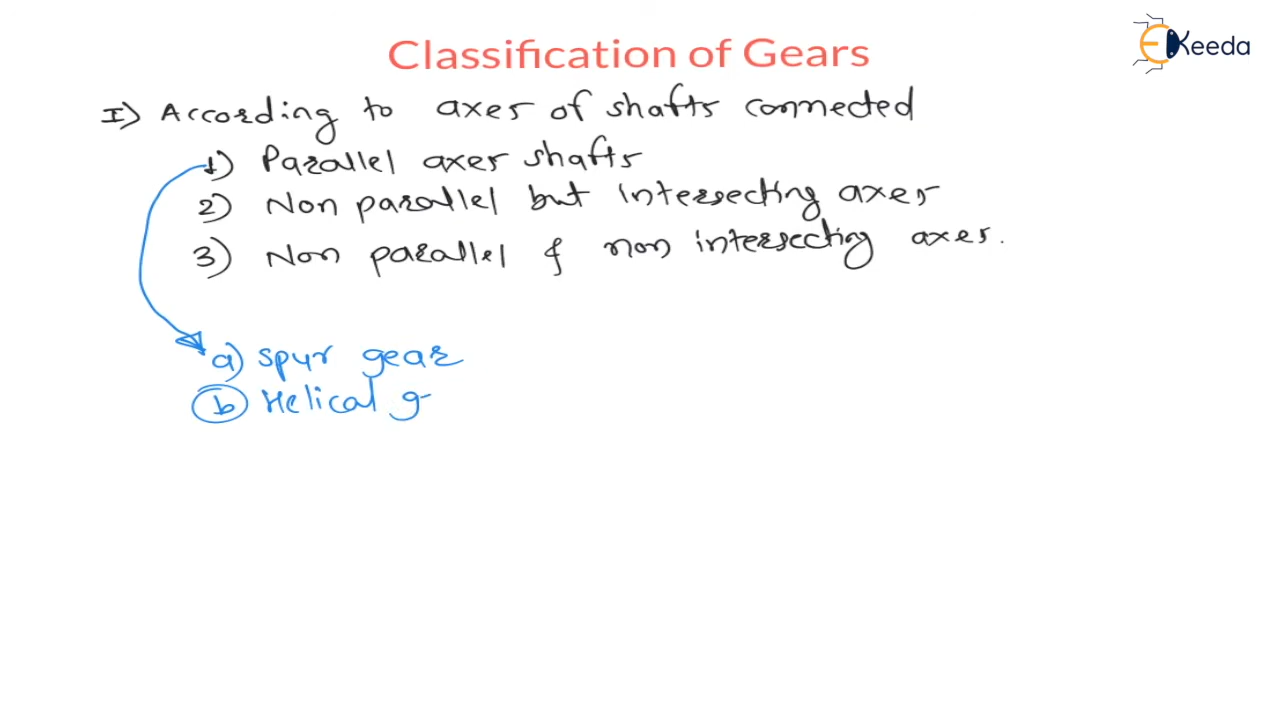 Classification of Gears
EKeeda
I) According to axes of shafts connected
1) Parallel axes shafts
2) Non parallel but intersecting axes
3) Non parallel & non intersecting axes.
a) Spur gear
b) Helical g